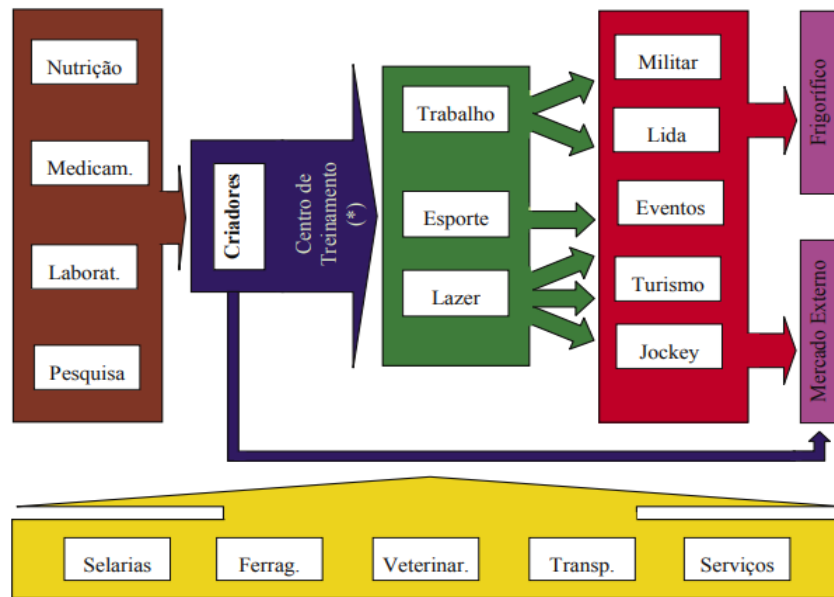 Nutrição
Medicam.
Laborat.
Pesquisa
Criadores
Centro de
Treinamento
(*)
Trabalho
Esporte
Lazer
Militar
Lida
Eventos
Turismo
Jockey
Frigorífico
Mercado Externo
Selarias
Ferrag.
Veterinar.
Transp.
Serviços